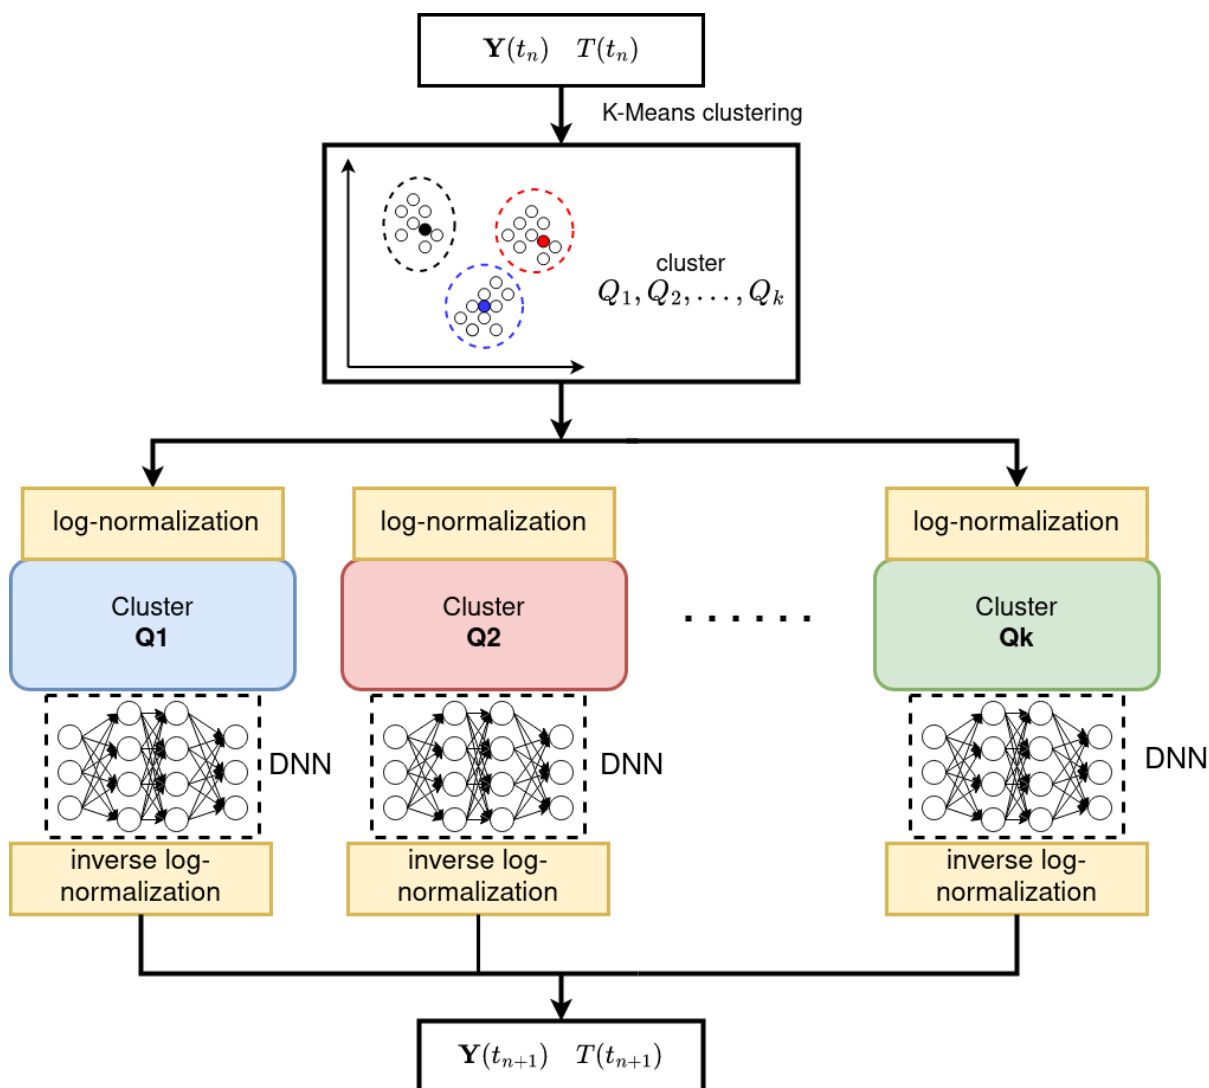 Y(tₙ) T(tₙ)
K-Means clustering
cluster
Q₁, Q₂, . . . , Qₖ
log-normalization
log-normalization
log-normalization
Cluster
Q1
Cluster
Q2
. . . . . .
Cluster
Qk
DNN
DNN
DNN
inverse log-
normalization
inverse log-
normalization
inverse log-
normalization
Y(tₙ₊₁) T(tₙ₊₁)